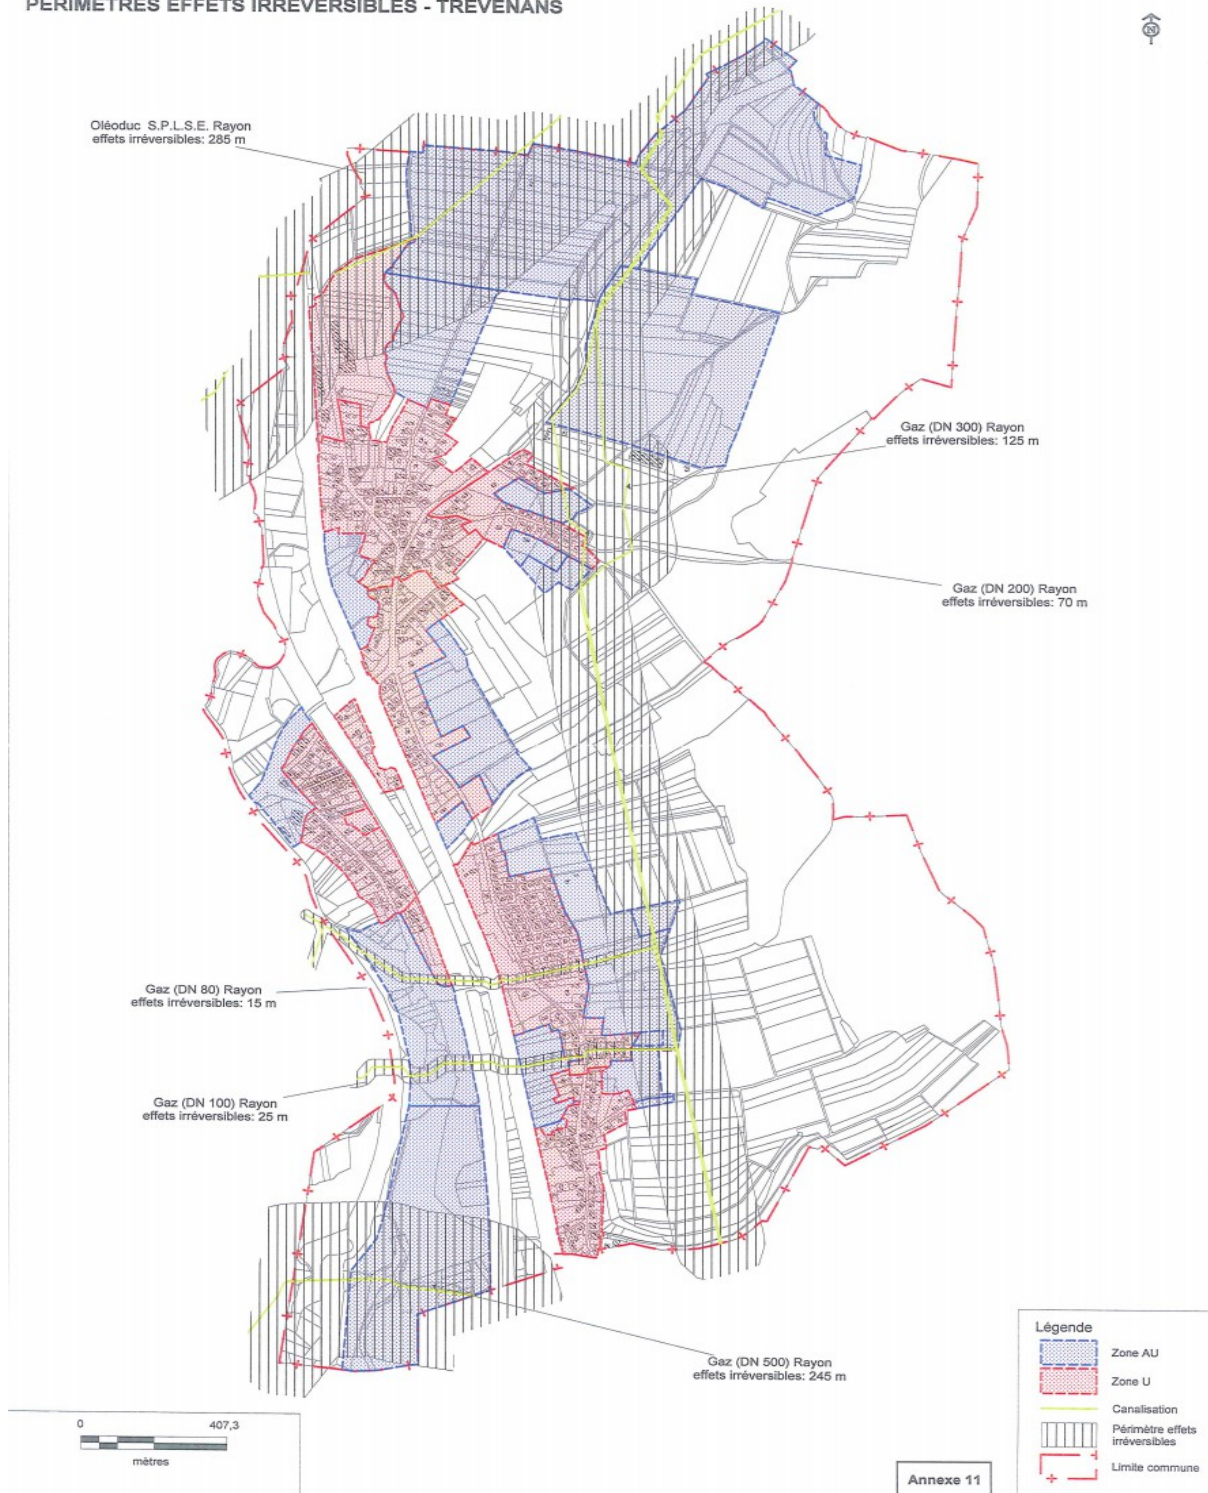 PERIMETRES EFFETS IRREVERSIBLES - TREVENANS
N
Oléoduc S.P.L.S.E. Rayon
effets irréversibles: 285 m
Gaz (DN 300) Rayon
effets irréversibles: 125 m
Gaz (DN 200) Rayon
effets irréversibles: 70 m
Gaz (DN 80) Rayon
effets irréversibles: 15 m
Gaz (DN 100) Rayon
effets irréversibles: 25 m
Gaz (DN 500) Rayon
effets irréversibles: 245 m
Légende
Zone AU
Zone U
Canalisation
Périmètre effets
irréversibles
Limite commune
0 407,3
mètres
Annexe 11